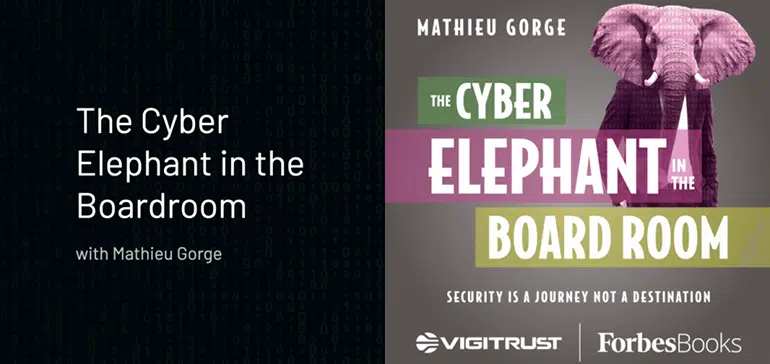 The Cyber
Elephant in the
Boardroom
with Mathieu Gorge
MATHIEU GORGE
THE CYBER
ELEPHANT IN THE
BOARD ROOM
SECURITY IS A JOURNEY NOT A DESTINATION
VIGITRUST
ForbesBooks